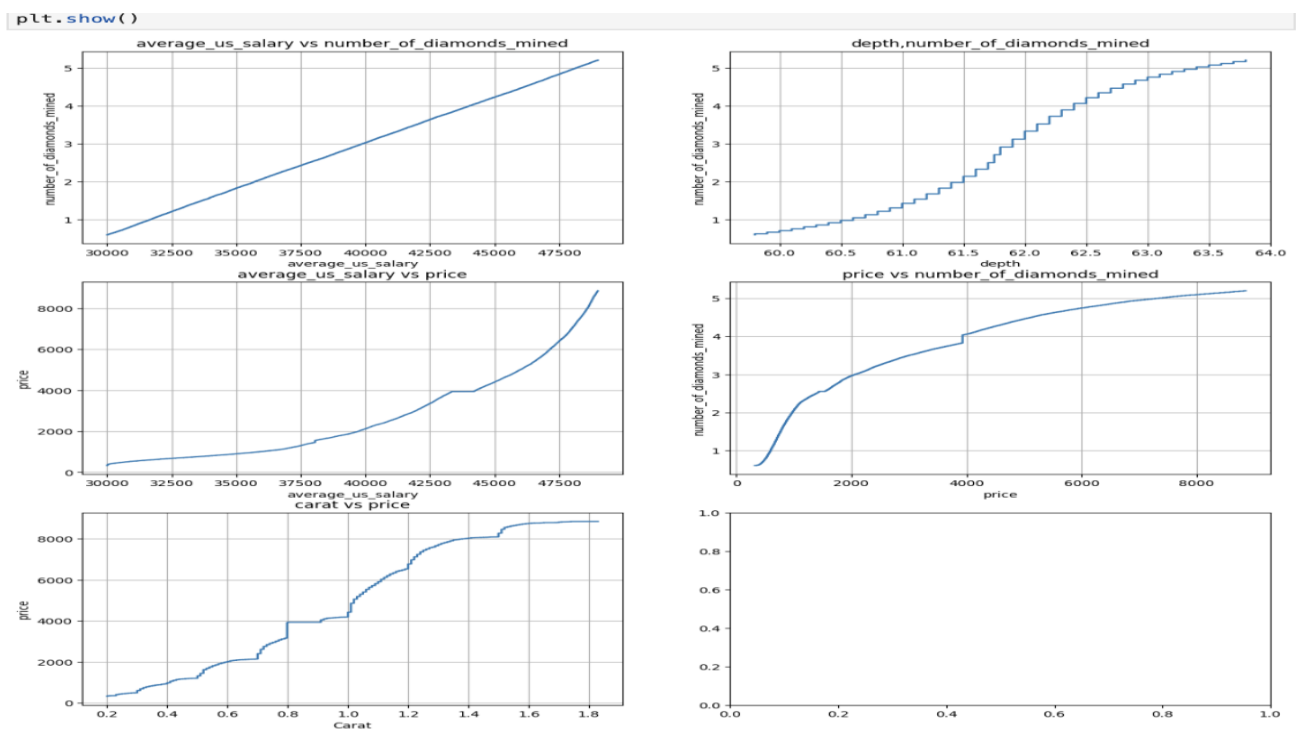 plt.show()
average_us_salary vs number_of_diamonds_mined
number_of_diamonds_mined
5
4
3
2
1
30000 32500 35000 37500 40000 42500 45000 47500
average_us_salary
depth,number_of_diamonds_mined
number_of_diamonds_mined
5
4
3
2
1
60.0 60.5 61.0 61.5 62.0 62.5 63.0 63.5 64.0
depth
average_us_salary vs price
price
8000
6000
4000
2000
0
30000 32500 35000 37500 40000 42500 45000 47500
average_us_salary
price vs number_of_diamonds_mined
number_of_diamonds_mined
5
4
3
2
1
0 2000 4000 6000 8000
price
carat vs price
price
8000
6000
4000
2000
0
0.2 0.4 0.6 0.8 1.0 1.2 1.4 1.6 1.8
Carat
1.0
0.8
0.6
0.4
0.2
0.0
0.0 0.2 0.4 0.6 0.8 1.0